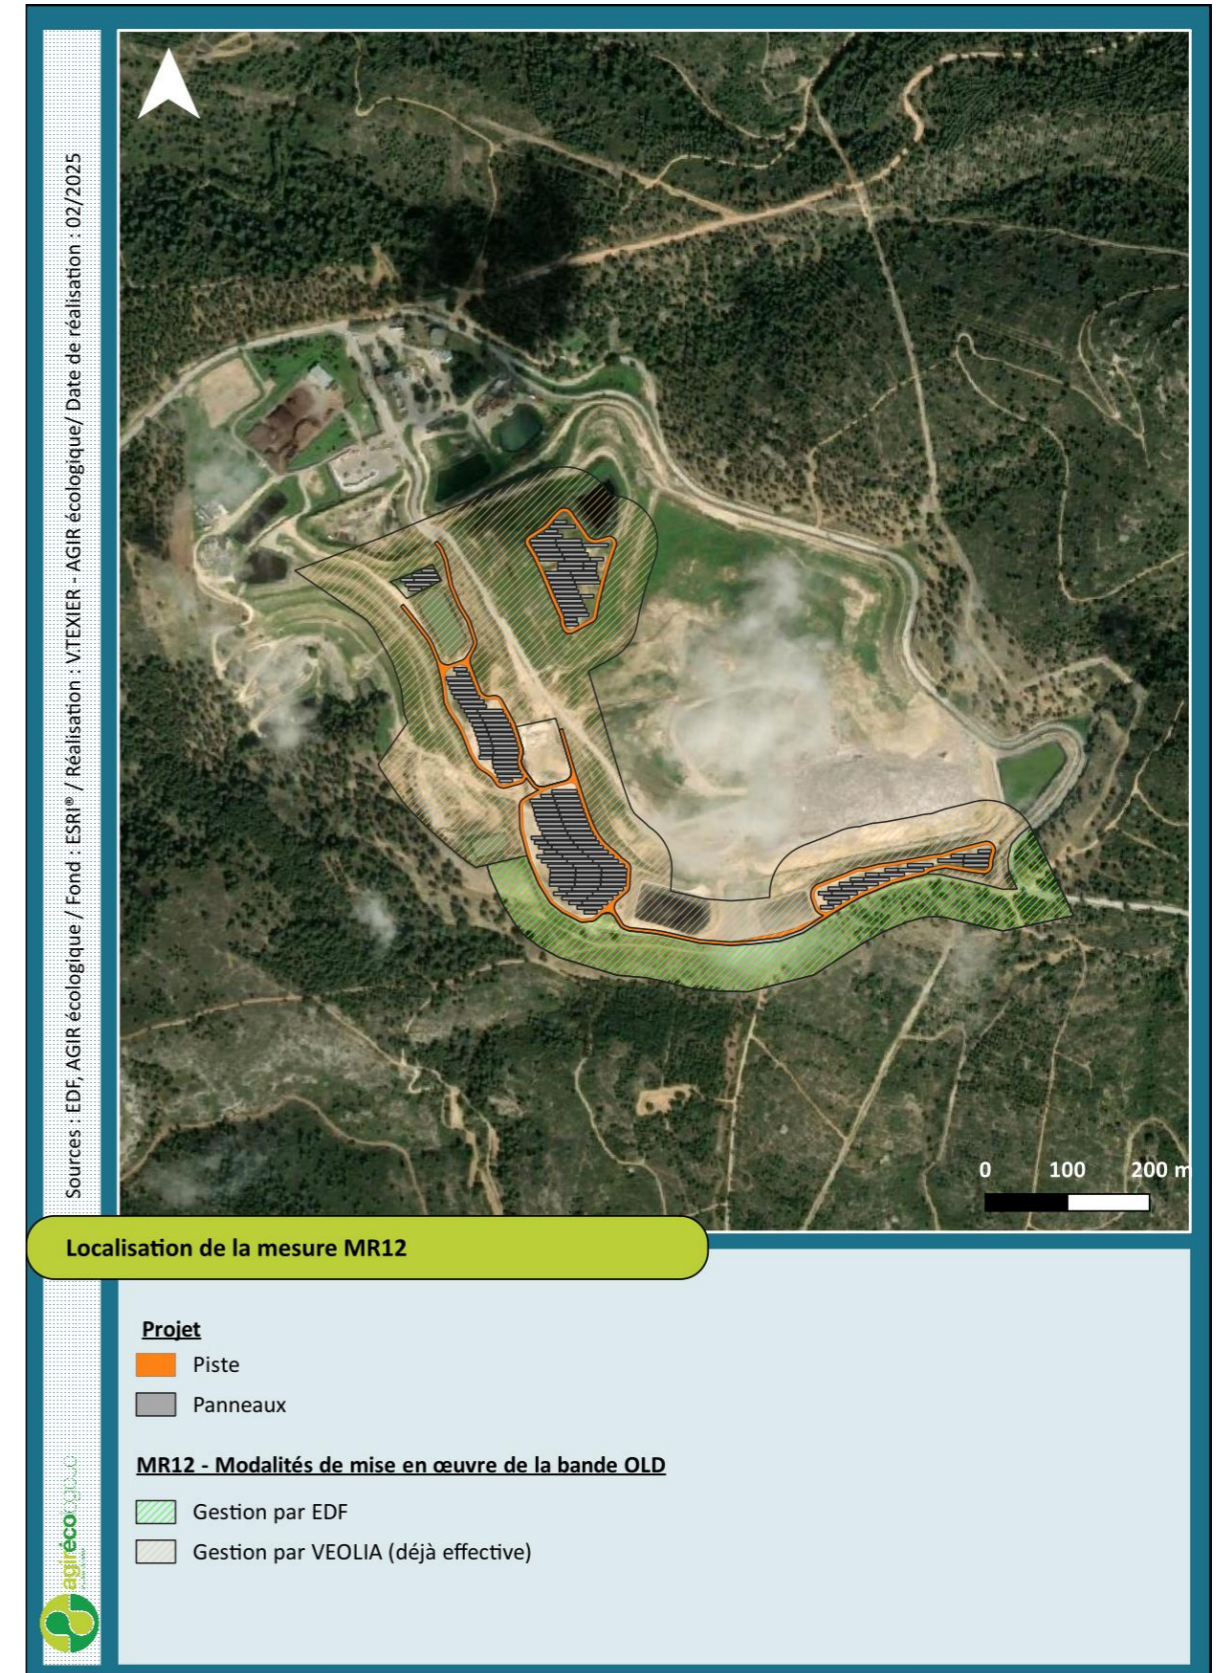 Sources : EDF, AGIR écologique / Fond : ESRI® / Réalisation : V.TEXIER - AGIR écologique/ Date de réalisation : 02/2025
0 100 200 m
Localisation de la mesure MR12
Projet
Piste
Panneaux
MR12 - Modalités de mise en œuvre de la bande OLD
Gestion par EDF
Gestion par VEOLIA (déjà effective)
agiréco